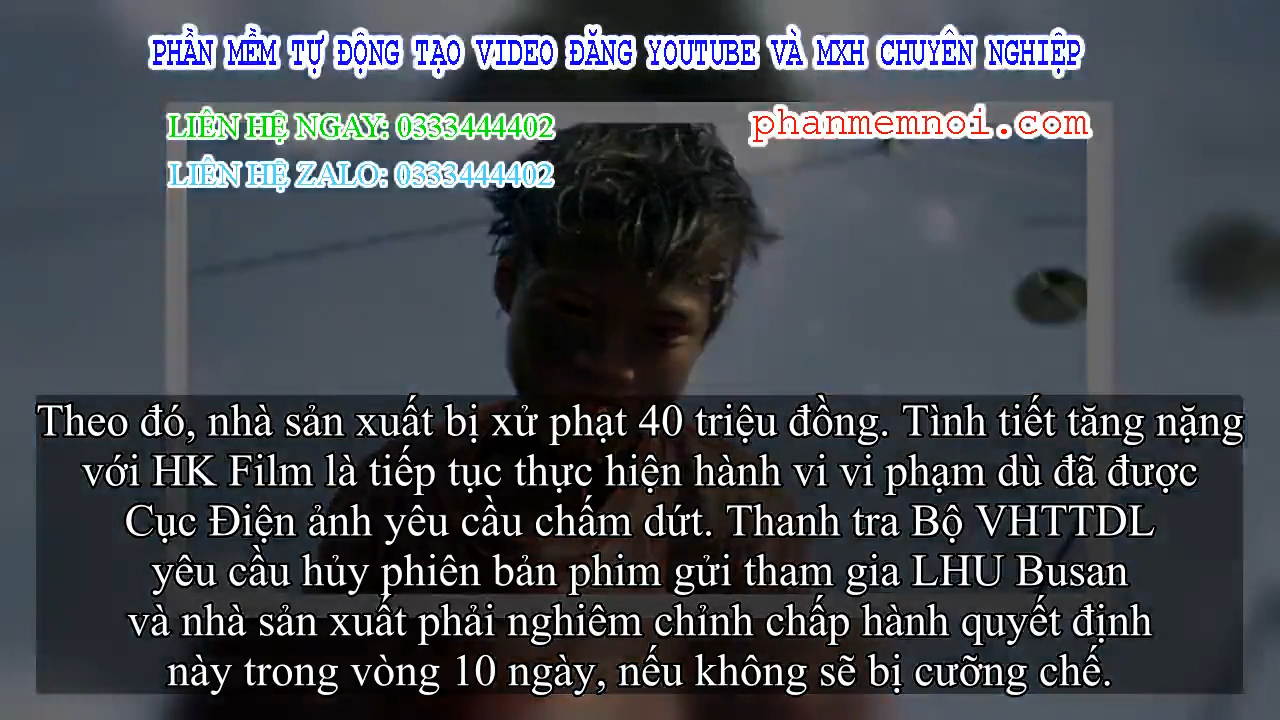 PHẦN MỀM TỰ ĐỘNG TẠO VIDEO ĐĂNG YOUTUBE VÀ MXH CHUYÊN NGHIỆP
LIÊN HỆ NGAY: 0333444402
phanmemnoi.com
LIÊN HỆ ZALO: 0333444402
Theo đó, nhà sản xuất bị xử phạt 40 triệu đồng. Tình tiết tăng nặng
với HK Film là tiếp tục thực hiện hành vi vi phạm dù đã được
Cục Điện ảnh yêu cầu chấm dứt. Thanh tra Bộ VHTTDL
yêu cầu hủy phiên bản phim gửi tham gia LHU Busan
và nhà sản xuất phải nghiêm chỉnh chấp hành quyết định
này trong vòng 10 ngày, nếu không sẽ bị cưỡng chế.